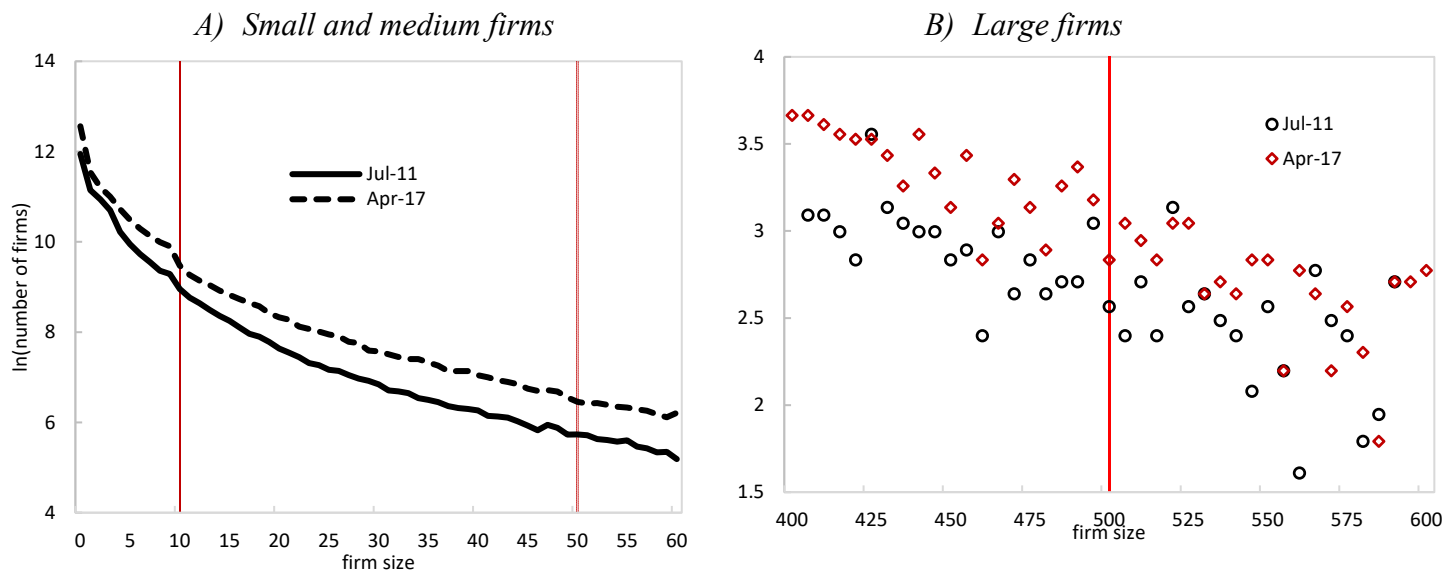 A) Small and medium firms
14
12
10
8
6
4
ln(number of firms)
Jul-11
Apr-17
0 5 10 15 20 25 30 35 40 45 50 55 60
firm size
B) Large firms
4
3.5
3
2.5
2
1.5
Jul-11
Apr-17
400 425 450 475 500 525 550 575 600
firm size